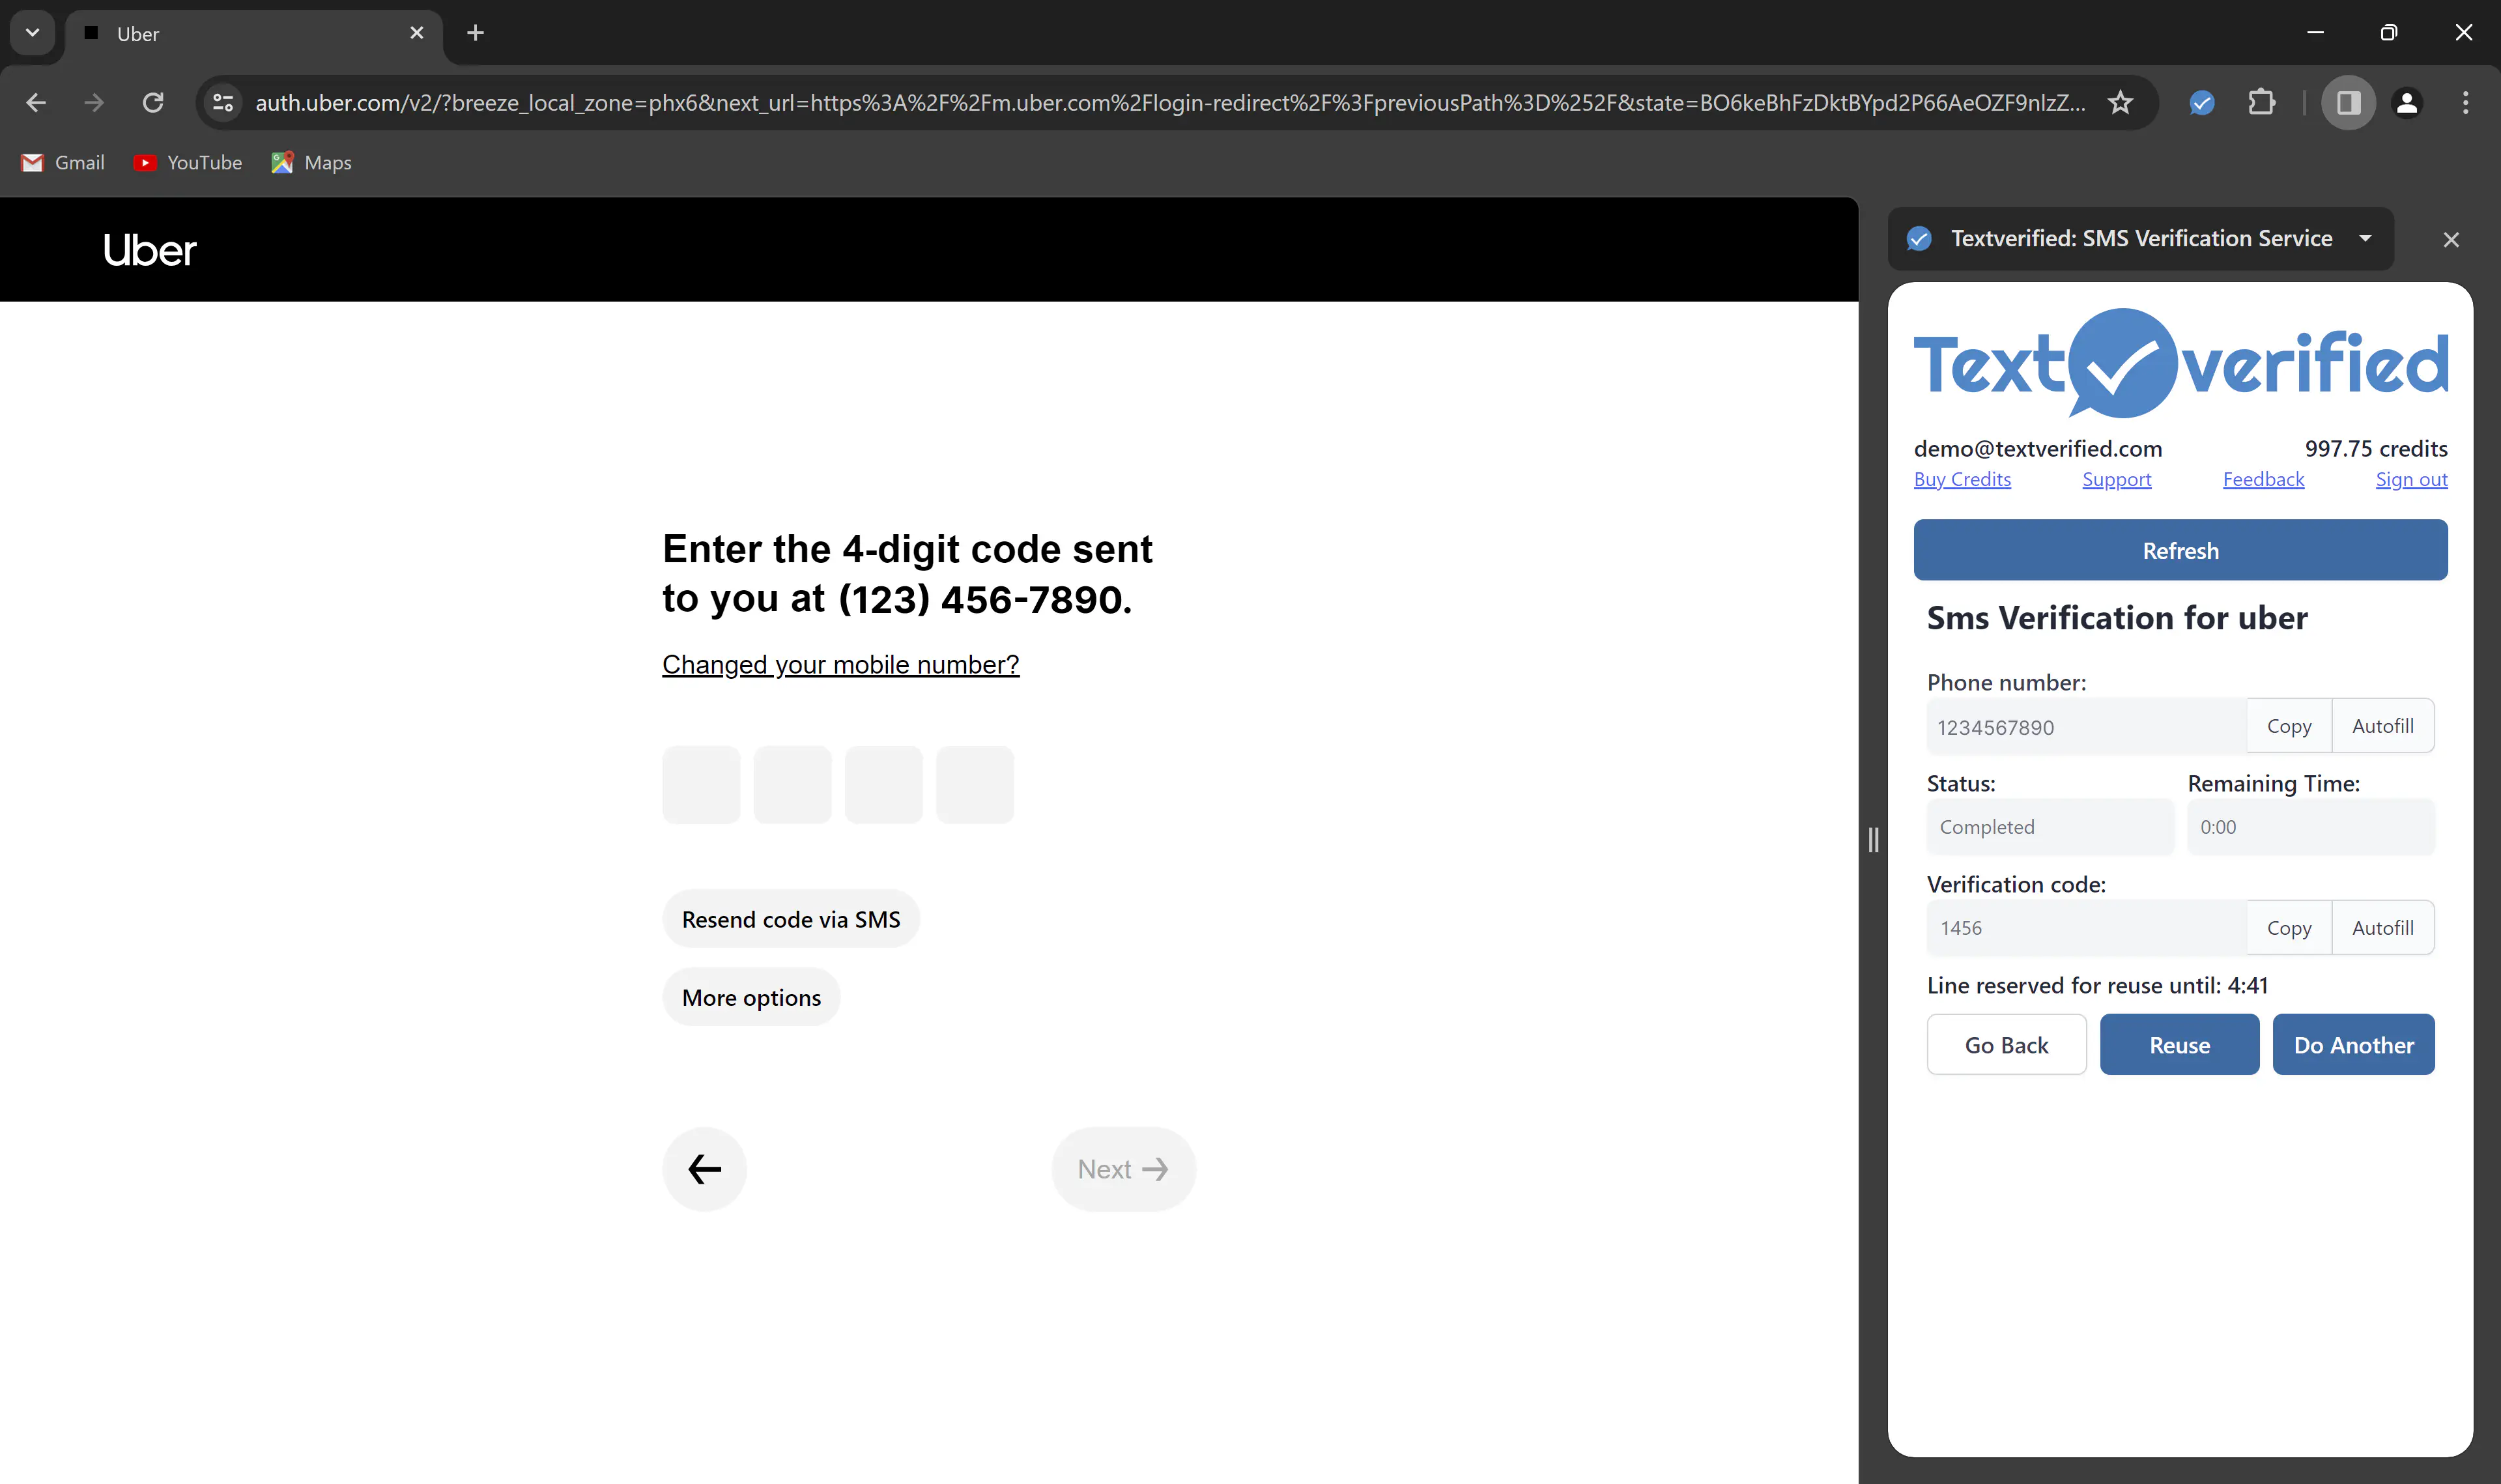 Uber
auth.uber.com/v2/?breeze_local_zone=phx6&next_url=https%3A%2F%2Fm.uber.com%2Flogin-redirect%2F%3FpreviousPath%3D%252F&state=BO6keBhFzDktBYpd2P66AeOZF9nlzZ...
Gmail
YouTube
Maps
Uber
Enter the 4-digit code sent
to you at (123) 456-7890.
Changed your mobile number?
Resend code via SMS
More options
Next
Textverified: SMS Verification Service
Textverified
demo@textverified.com 997.75 credits
Buy Credits Support Feedback Sign out
Refresh
Sms Verification for uber
Phone number:
1234567890 Copy Autofill
Status: Remaining Time:
Completed 0:00
Verification code:
1456 Copy Autofill
Line reserved for reuse until: 4:41
Go Back Reuse Do Another